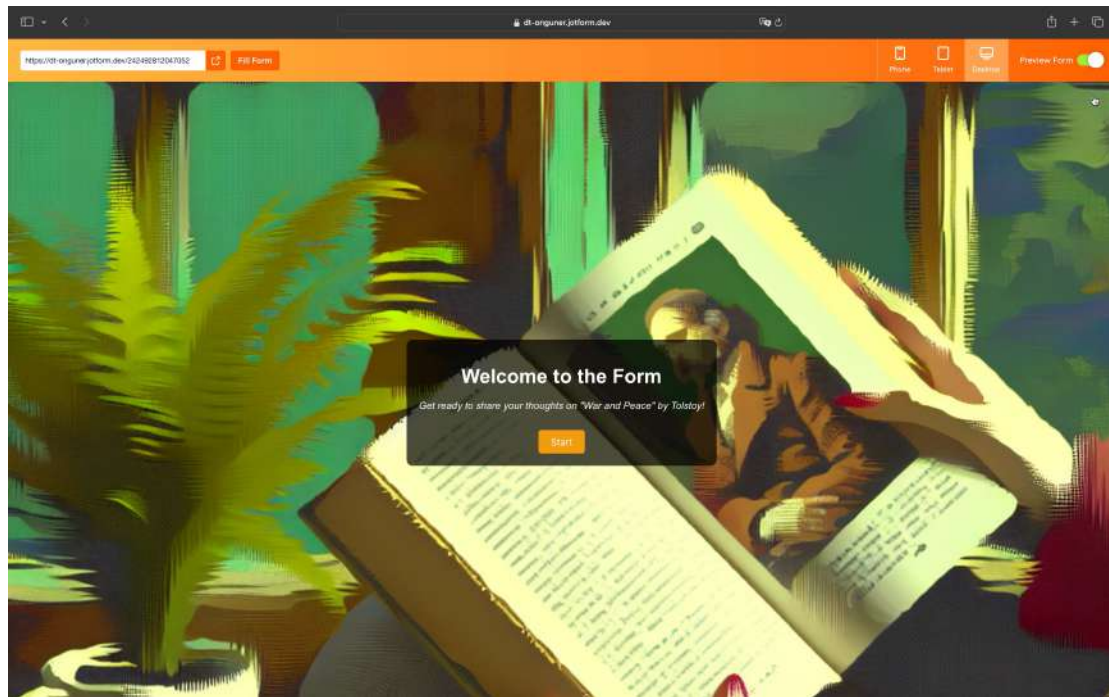 dt-onguner.jotform.dev
https://dt-onguner.jotform.dev/242492812047052
Fill Form
Phone
Tablet
Desktop
Preview Form
Welcome to the Form
Get ready to share your thoughts on "War and Peace" by Tolstoy!
Start